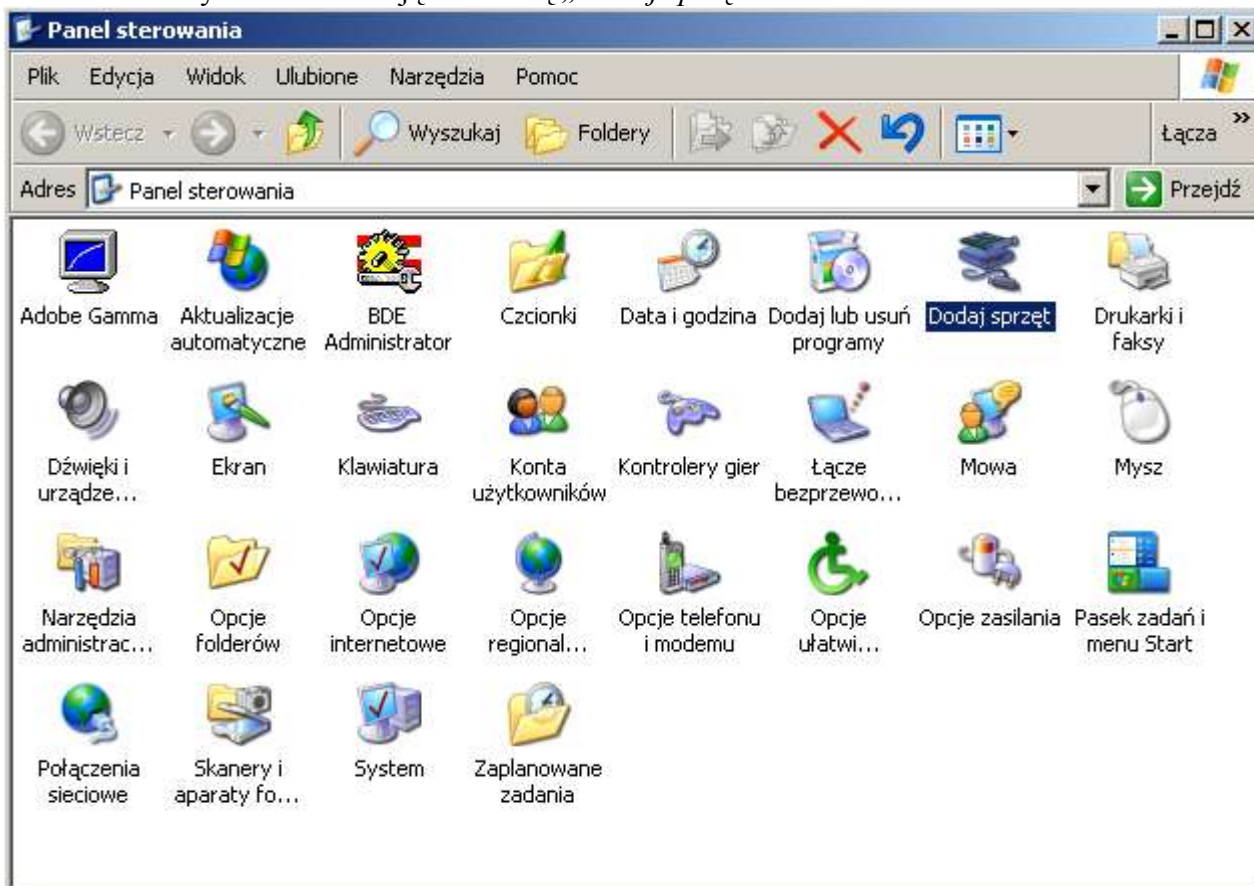 Panel sterowania
Plik Edycja Widok Ulubione Narzędzia Pomoc
Wstecz Wyszukaj Foldery Łącza »
Adres Panel sterowania Przejdź
Adobe Gamma
Aktualizacje
automatyczne
BDE
Administrator
Czcionki
Data i godzina
Dodaj lub usuń
programy
Dodaj sprzęt
Drukarki i
faksy
Dźwięki i
urządze...
Ekran
Klawiatura
Konta
użytkowników
Kontrolery gier
Łącze
bezprzewo...
Mowa
Mysz
Narzędzia
administrac...
Opcje
folderów
Opcje
internetowe
Opcje
regional...
Opcje telefonu
i modemu
Opcje
ułatwi...
Opcje zasilania
Pasek zadań i
menu Start
Połączenia
sieciowe
Skanery i
aparaty fo...
System
Zaplanowane
zadania